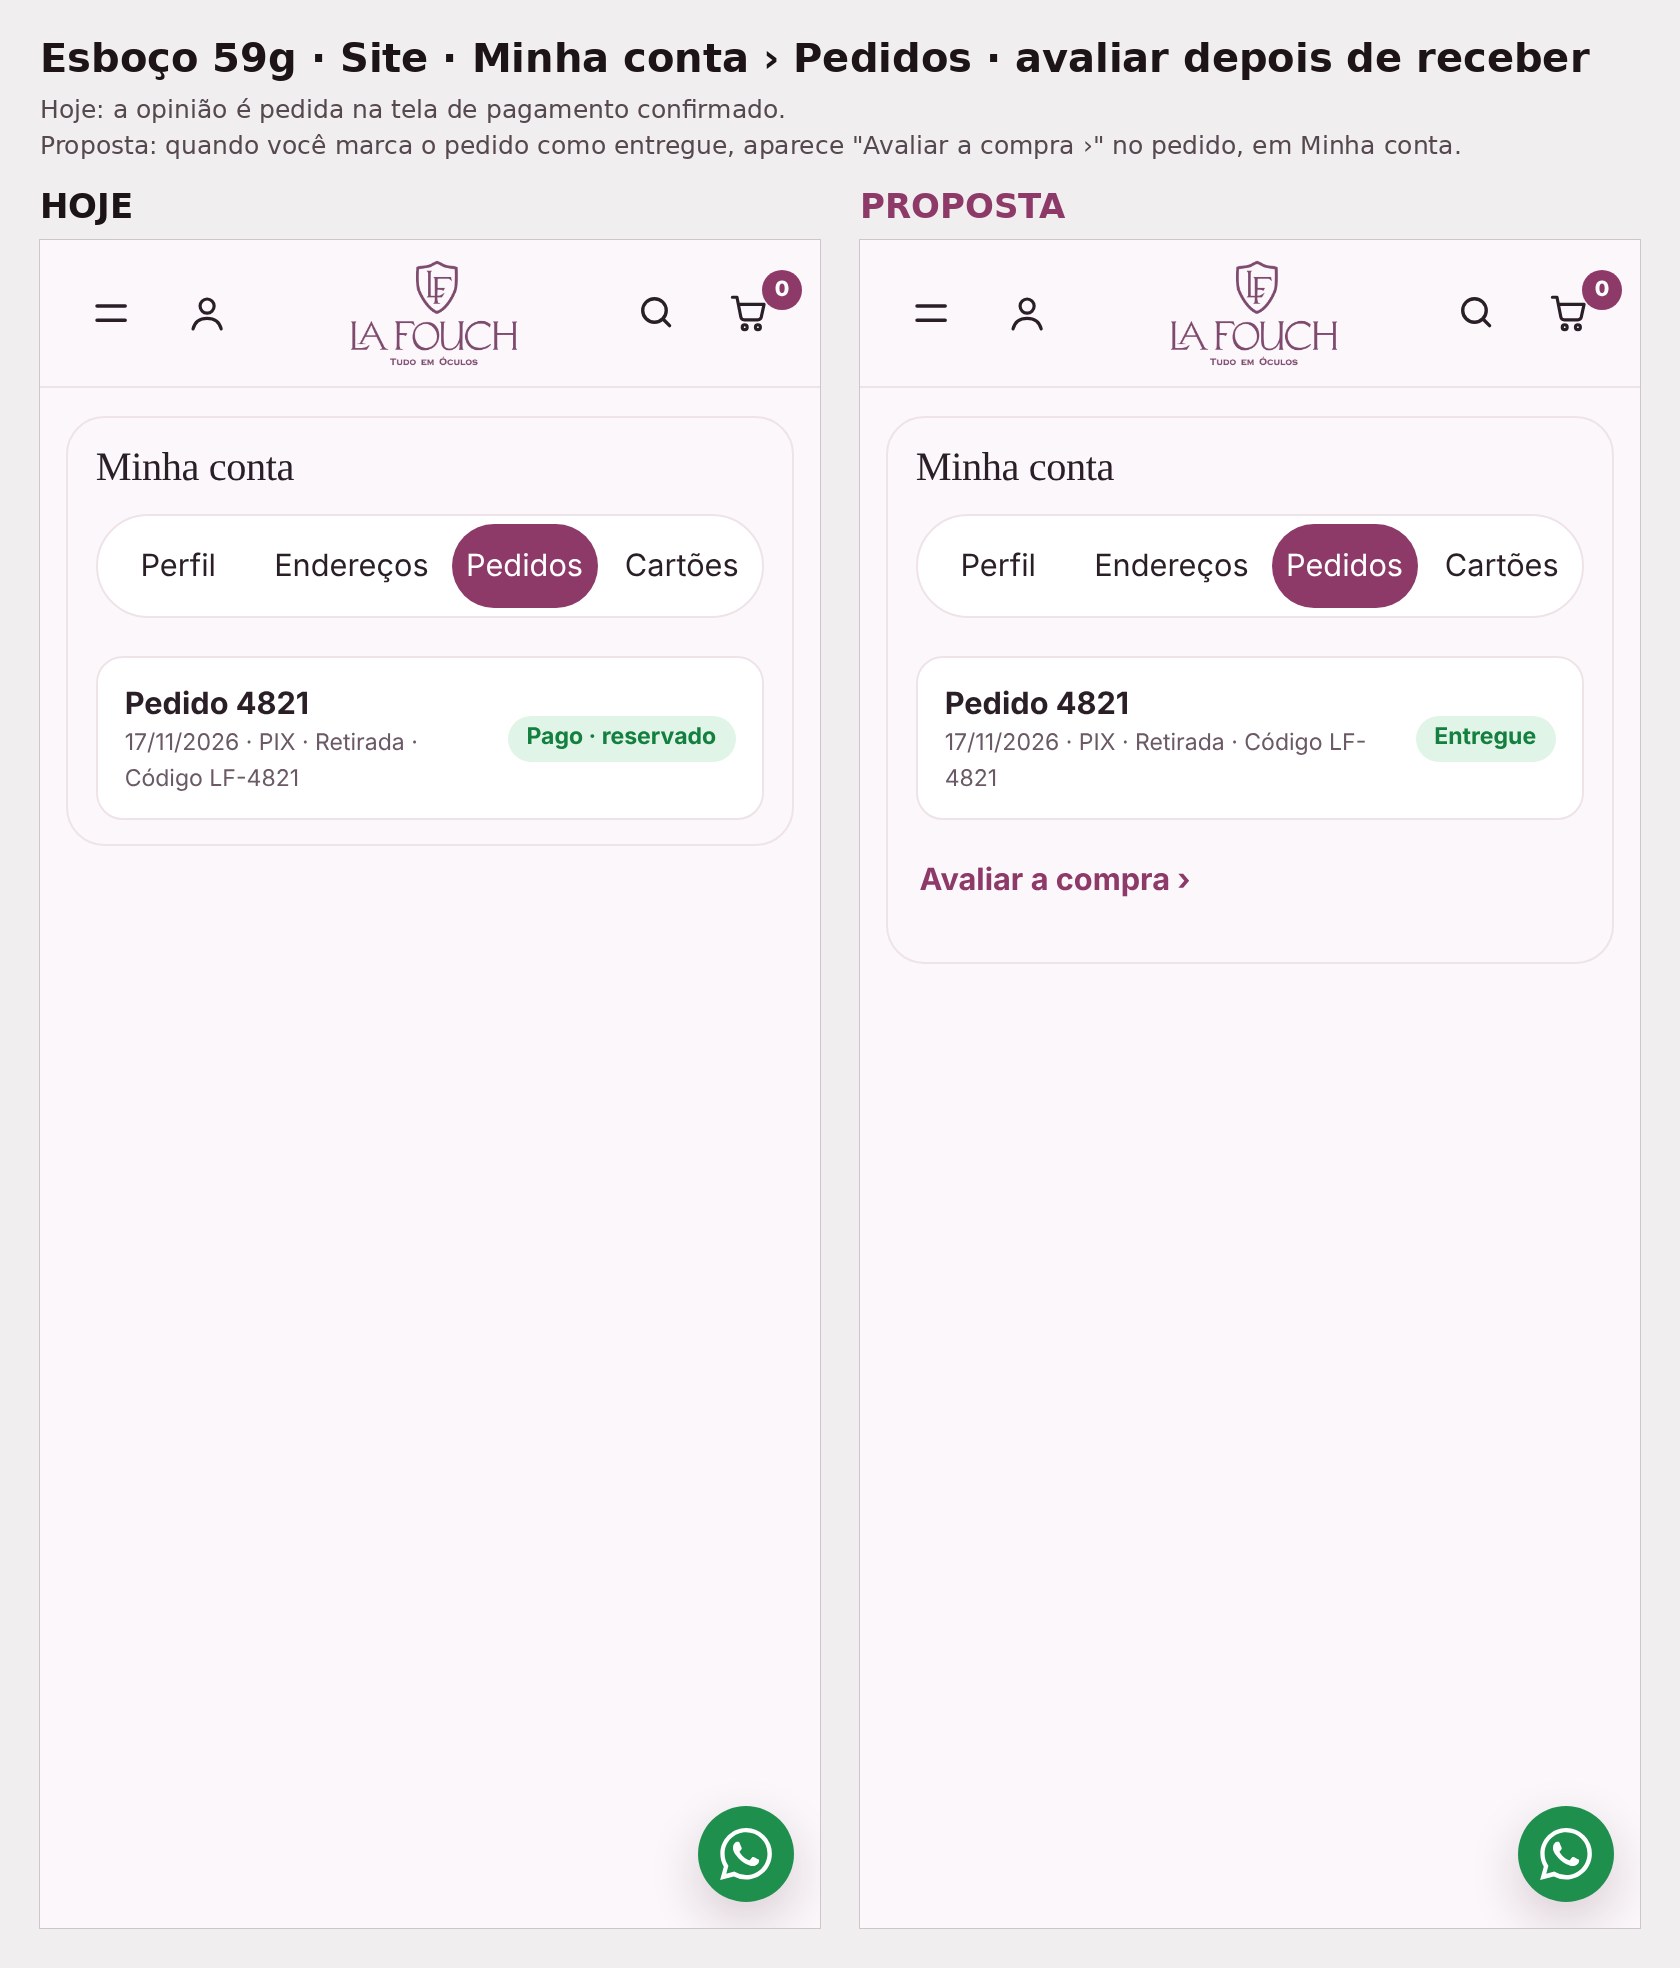 Esboço 59g · Site · Minha conta › Pedidos · avaliar depois de receber
Hoje: a opinião é pedida na tela de pagamento confirmado.
Proposta: quando você marca o pedido como entregue, aparece "Avaliar a compra ›" no pedido, em Minha conta.
HOJE
LF
LA FOUCH
Tudo em Óculos
0
Minha conta
Perfil
Endereços
Pedidos
Cartões
Pedido 4821
17/11/2026 · PIX · Retirada ·
Código LF-4821
Pago · reservado
PROPOSTA
LF
LA FOUCH
Tudo em Óculos
0
Minha conta
Perfil
Endereços
Pedidos
Cartões
Pedido 4821
17/11/2026 · PIX · Retirada · Código LF-
4821
Entregue
Avaliar a compra ›